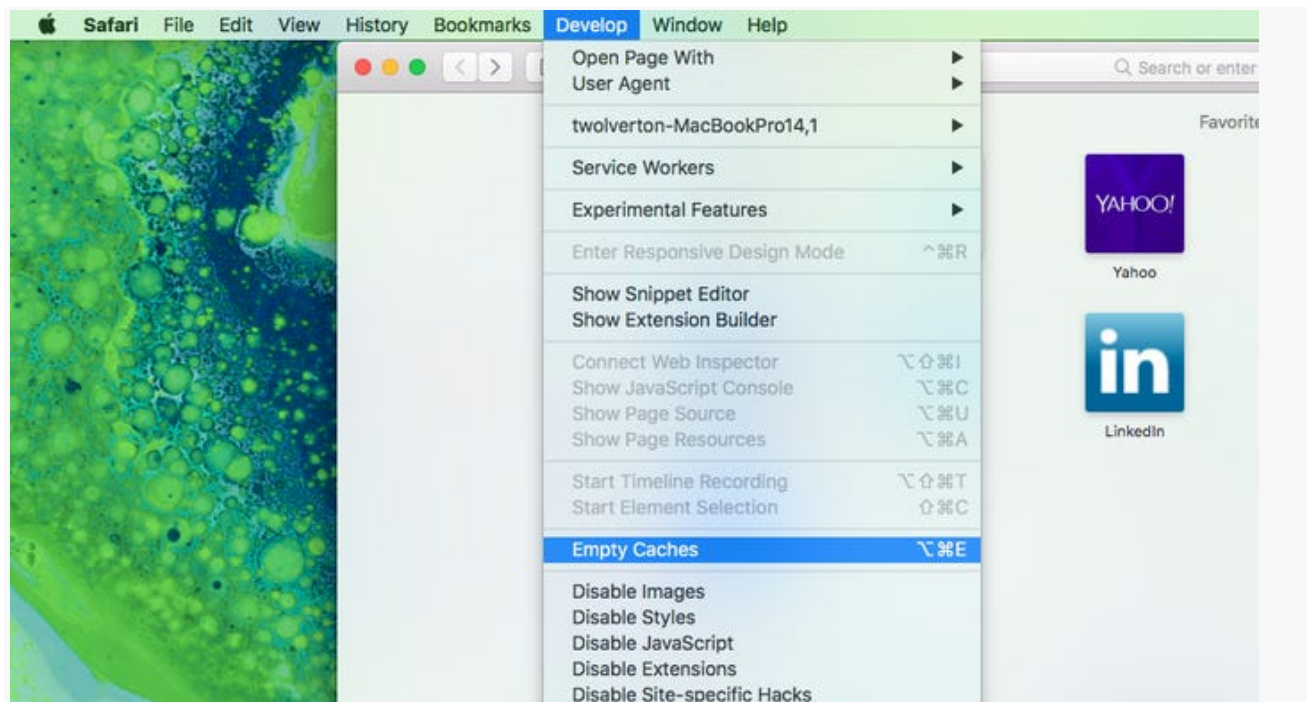 Safari File Edit View History Bookmarks Develop Window Help
Open Page With
User Agent
twolverton-MacBookPro14,1
Service Workers
Experimental Features
Enter Responsive Design Mode ^⌘R
Show Snippet Editor
Show Extension Builder
Connect Web Inspector ⌥⇧⌘I
Show JavaScript Console ⌥⌘C
Show Page Source ⌥⌘U
Show Page Resources ⌥⌘A
Start Timeline Recording ⌥⇧⌘T
Start Element Selection ⇧⌘C
Empty Caches ⌥⌘E
Disable Images
Disable Styles
Disable JavaScript
Disable Extensions
Disable Site-specific Hacks
Search or enter
Favorite
YAHOO!
Yahoo
in
LinkedIn